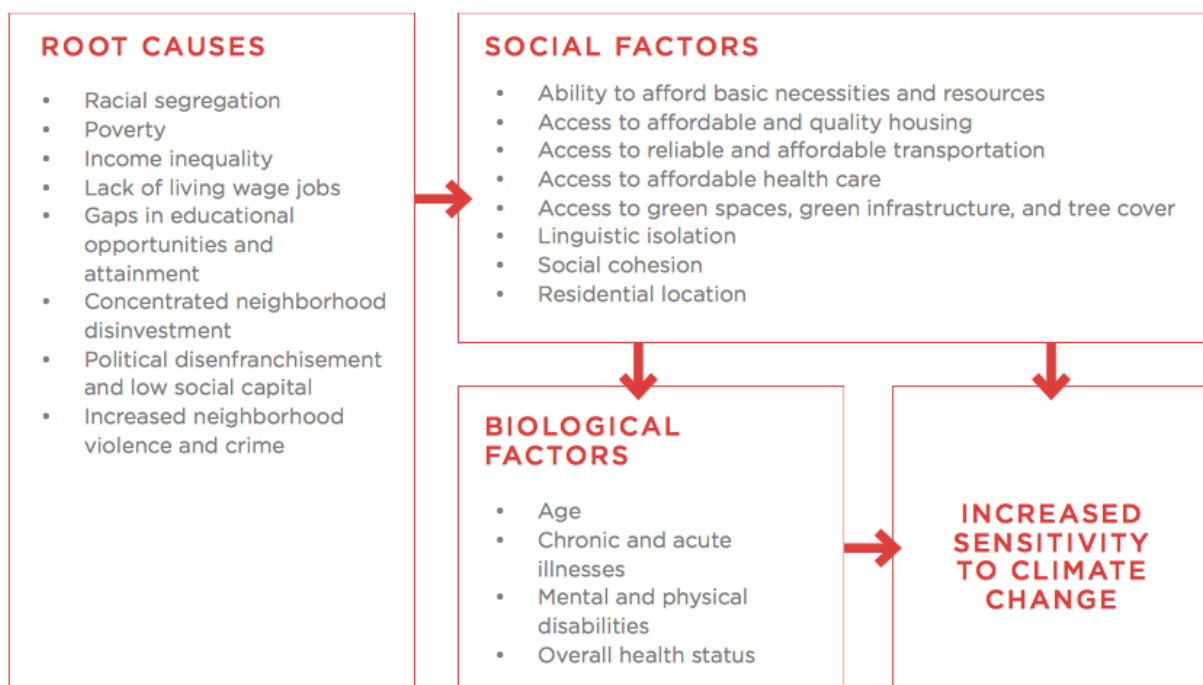 ROOT CAUSES
• Racial segregation
• Poverty
• Income inequality
• Lack of living wage jobs
• Gaps in educational
opportunities and
attainment
• Concentrated neighborhood
disinvestment
• Political disenfranchisement
and low social capital
• Increased neighborhood
violence and crime
SOCIAL FACTORS
• Ability to afford basic necessities and resources
• Access to affordable and quality housing
• Access to reliable and affordable transportation
• Access to affordable health care
• Access to green spaces, green infrastructure, and tree cover
• Linguistic isolation
• Social cohesion
• Residential location
BIOLOGICAL
FACTORS
• Age
• Chronic and acute
illnesses
• Mental and physical
disabilities
• Overall health status
INCREASED
SENSITIVITY
TO CLIMATE
CHANGE